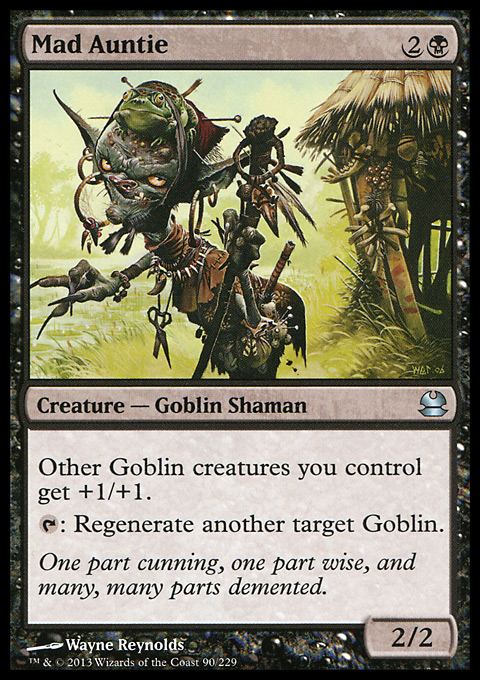 Mad Auntie 2
WAR 06
Creature — Goblin Shaman
Other Goblin creatures you control
get +1/+1.
: Regenerate another target Goblin.
One part cunning, one part wise, and
many, many parts demented.
2/2
Wayne Reynolds
™ & © 2013 Wizards of the Coast 90/229